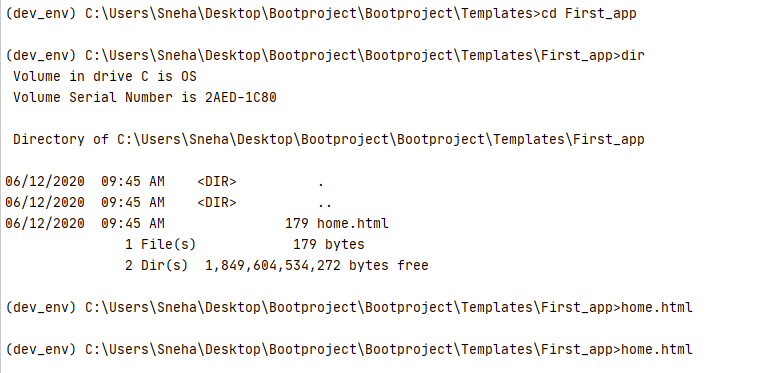 (dev_env) C:\Users\Sneha\Desktop\Bootproject\Bootproject\Templates>cd First_app
(dev_env) C:\Users\Sneha\Desktop\Bootproject\Bootproject\Templates\First_app>dir
 Volume in drive C is OS
 Volume Serial Number is 2AED-1C80
 Directory of C:\Users\Sneha\Desktop\Bootproject\Bootproject\Templates\First_app
06/12/2020  09:45 AM    <DIR>          .
06/12/2020  09:45 AM    <DIR>          ..
06/12/2020  09:45 AM               179 home.html
               1 File(s)            179 bytes
               2 Dir(s)  1,849,604,534,272 bytes free
(dev_env) C:\Users\Sneha\Desktop\Bootproject\Bootproject\Templates\First_app>home.html
(dev_env) C:\Users\Sneha\Desktop\Bootproject\Bootproject\Templates\First_app>home.html